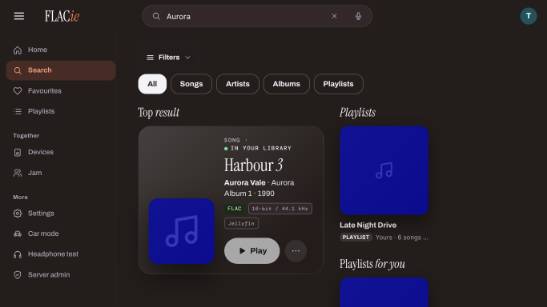 FLACie
Aurora
T
Home
Search
Favourites
Playlists
Together
Devices
Jam
More
Settings
Car mode
Headphone test
Server admin
Filters
All
Songs
Artists
Albums
Playlists
Top result
SONG ·
IN YOUR LIBRARY
Harbour 3
Aurora Vale · Aurora
Album 1 · 1990
FLAC 16-bit / 44.1 kHz
Jellyfin
Play
Playlists
Late Night Drive
PLAYLIST Yours · 6 songs ...
Playlists for you